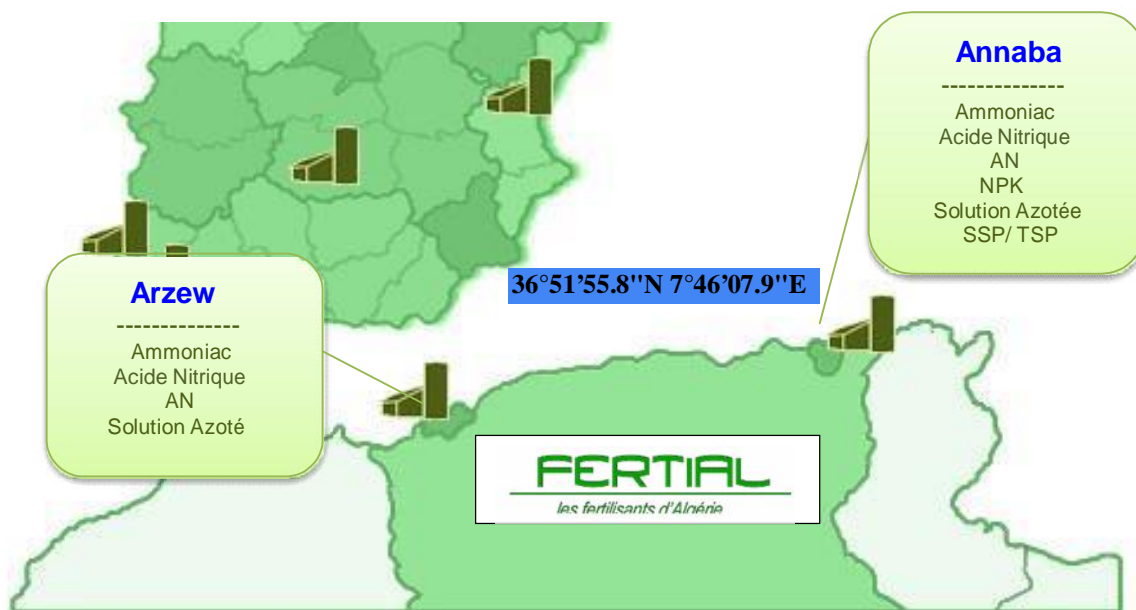 Annaba
--------------
Ammoniac
Acide Nitrique
AN
NPK
Solution Azotée
SSP/ TSP
36°51’55.8"N 7°46’07.9"E
Arzew
--------------
Ammoniac
Acide Nitrique
AN
Solution Azoté
FERTIAL
les fertilisants d'Algérie